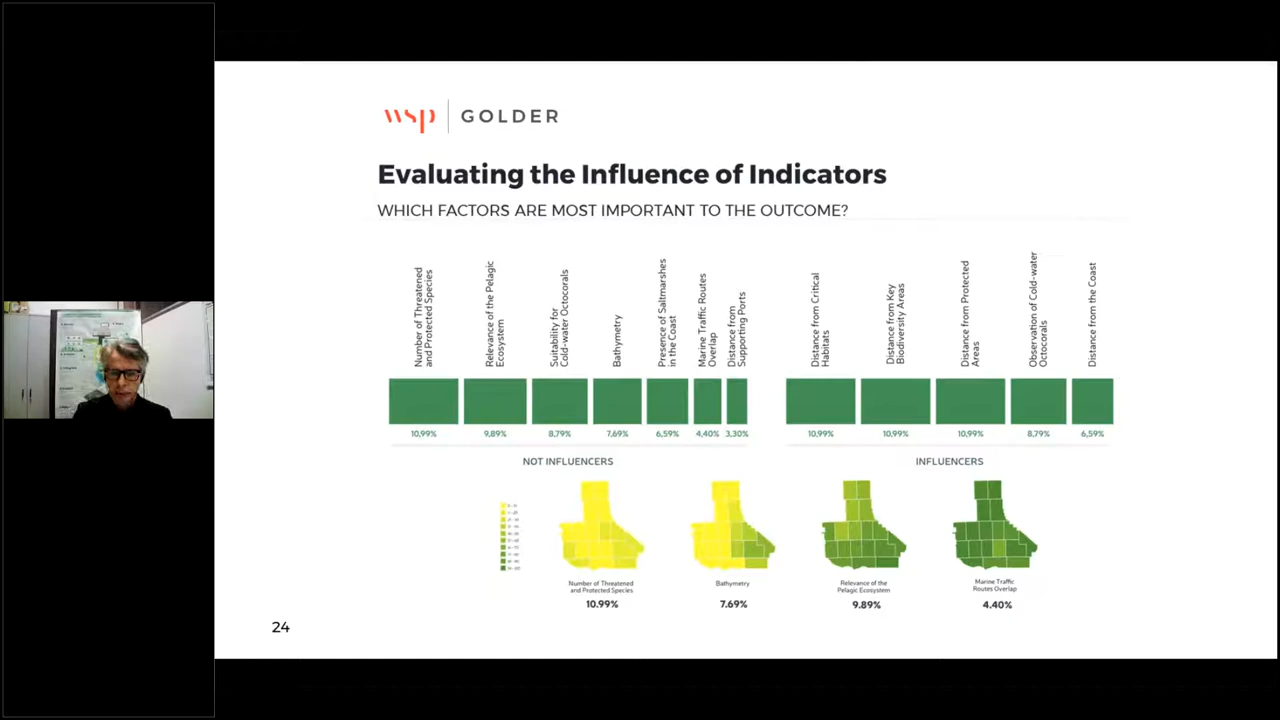 wsp | GOLDER
Evaluating the Influence of Indicators
WHICH FACTORS ARE MOST IMPORTANT TO THE OUTCOME?
Number of Threatened
and Protected Species
Relevance of the Pelagic
Ecosystem
Suitability for
Cold-water Octocorals
Bathymetry
Presence of Saltmarshes
in the Coast
Marine Traffic Routes
Overlap
Distance from
Supporting Ports
Distance from Critical
Habitats
Distance from Key
Biodiversity Areas
Distance from Protected
Areas
Observation of Cold-water
Octocorals
Distance from the Coast
10,99% 9,89% 8,79% 7,69% 6,59% 4,40% 3,30% 10,99% 10,99% 10,99% 8,79% 6,59%
NOT INFLUENCERS INFLUENCERS
Number of Threatened
and Protected Species
10.99%
Bathymetry
7.69%
Relevance of the
Pelagic Ecosystem
9.89%
Marine Traffic
Routes Overlap
4.40%
24